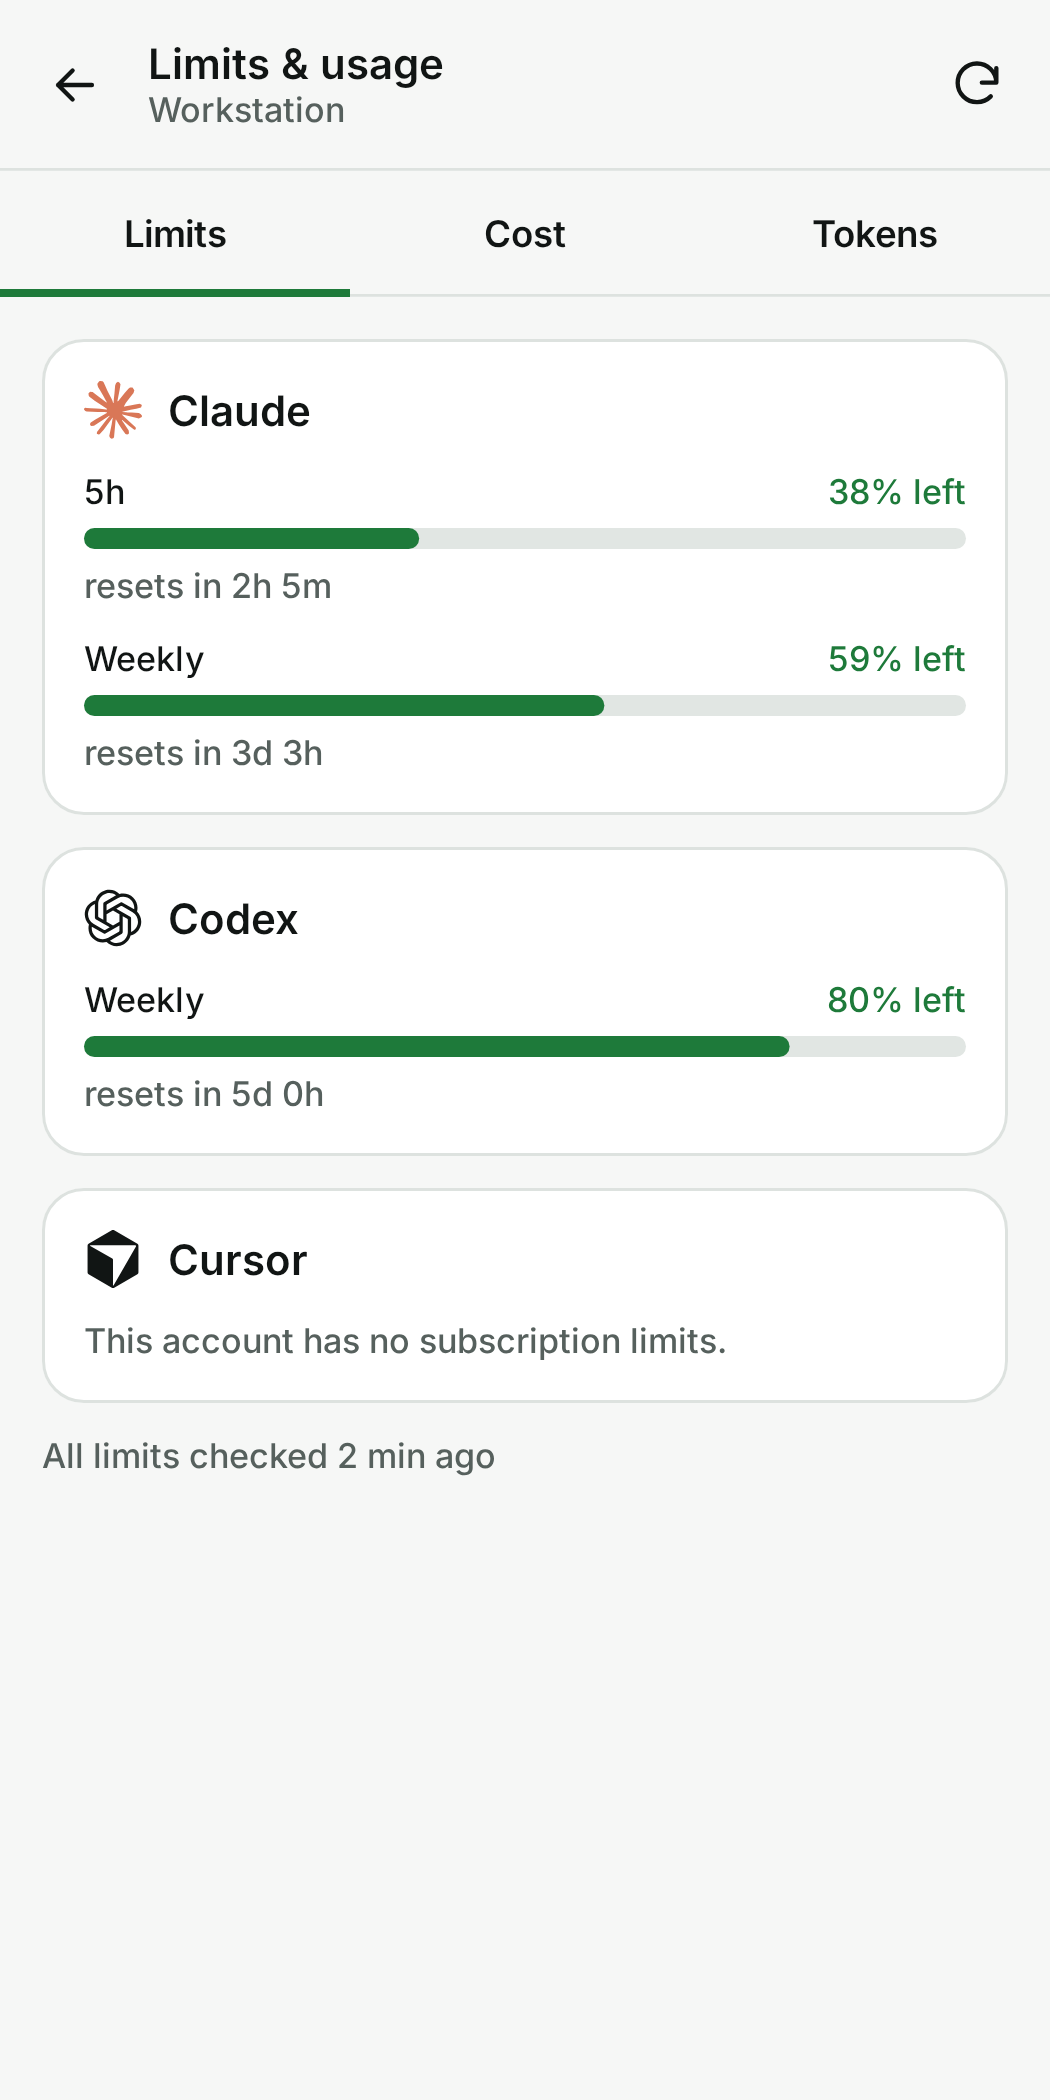 Limits & usage
Workstation
Limits
Cost
Tokens
Claude
5h
38% left
resets in 2h 5m
Weekly
59% left
resets in 3d 3h
Codex
Weekly
80% left
resets in 5d 0h
Cursor
This account has no subscription limits.
All limits checked 2 min ago